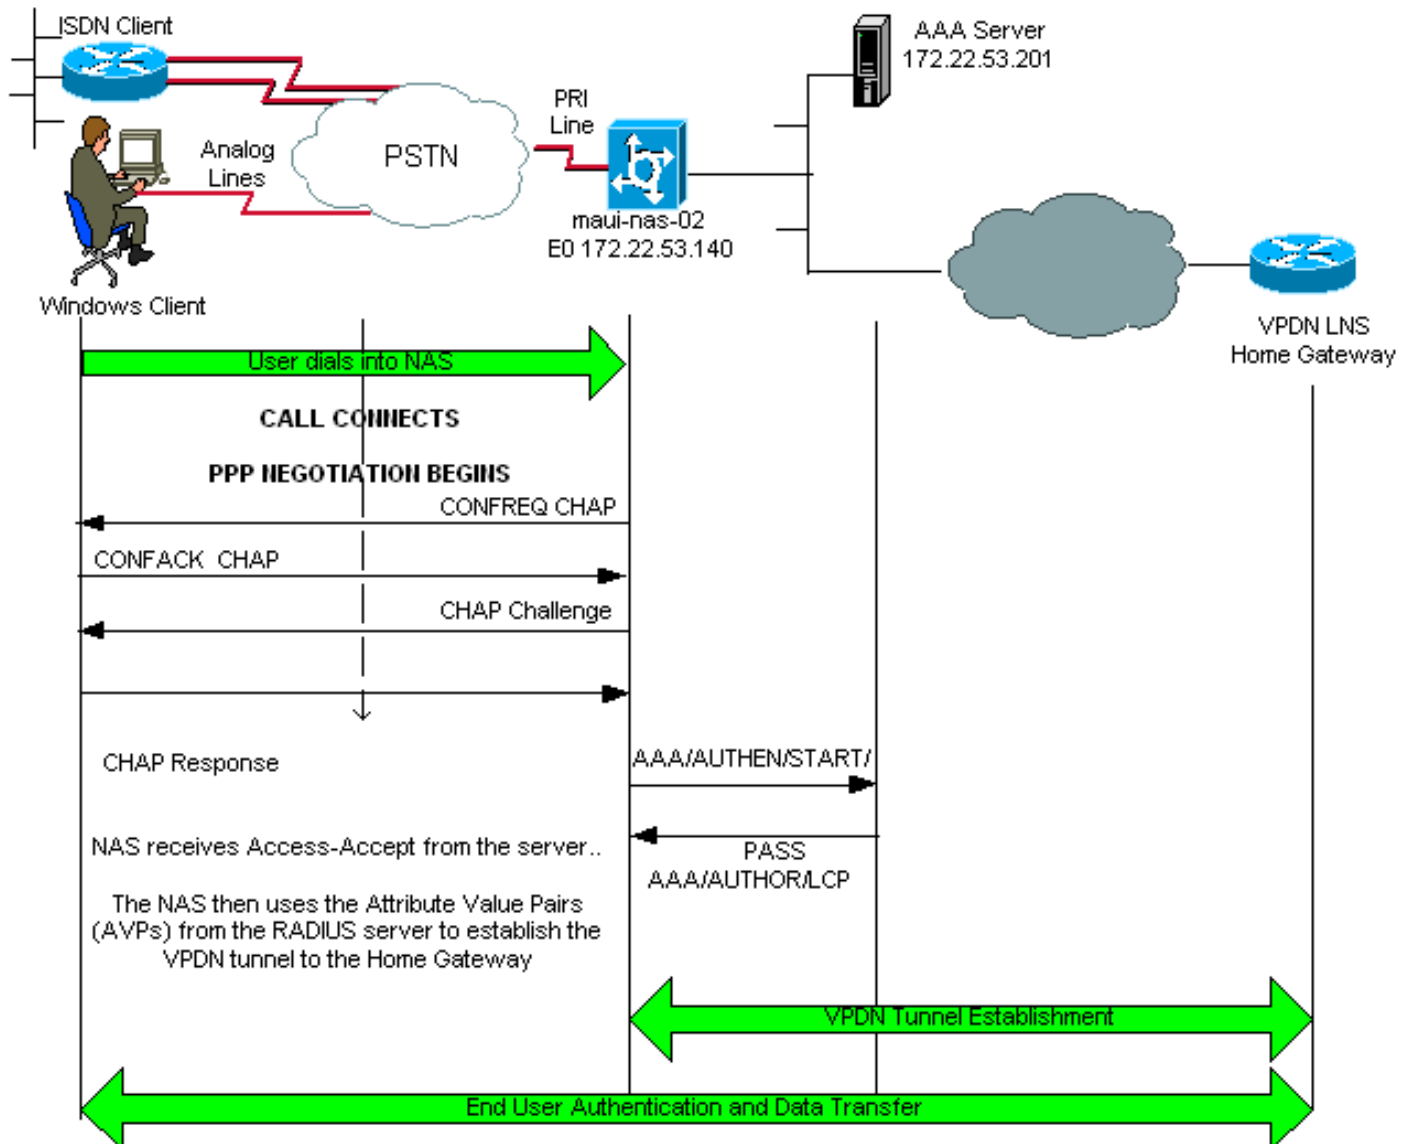 ISDN Client
AAA Server
172.22.53.201
PRI
Line
Analog
Lines
PSTN
maui-nas-02
E0 172.22.53.140
Windows Client
VPDN LNS
Home Gateway
User dials into NAS
CALL CONNECTS
PPP NEGOTIATION BEGINS
CONFREQ CHAP
CONFACK CHAP
CHAP Challenge
CHAP Response
AAA/AUTHEN/START/
NAS receives Access-Accept from the server..
PASS
AAA/AUTHOR/LCP
The NAS then uses the Attribute Value Pairs
(AVPs) from the RADIUS server to establish the
VPDN tunnel to the Home Gateway
VPDN Tunnel Establishment
End User Authentication and Data Transfer